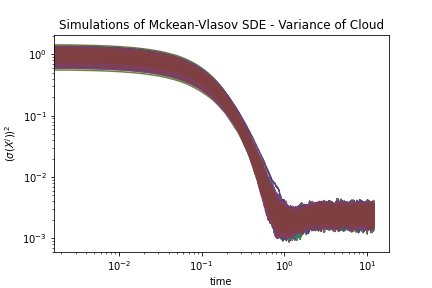 Simulations of Mckean-Vlasov SDE - Variance of Cloud
10⁰
10⁻¹
10⁻²
10⁻³
(σ(Xⁱ))²
10⁻² 10⁻¹ 10⁰ 10¹
time